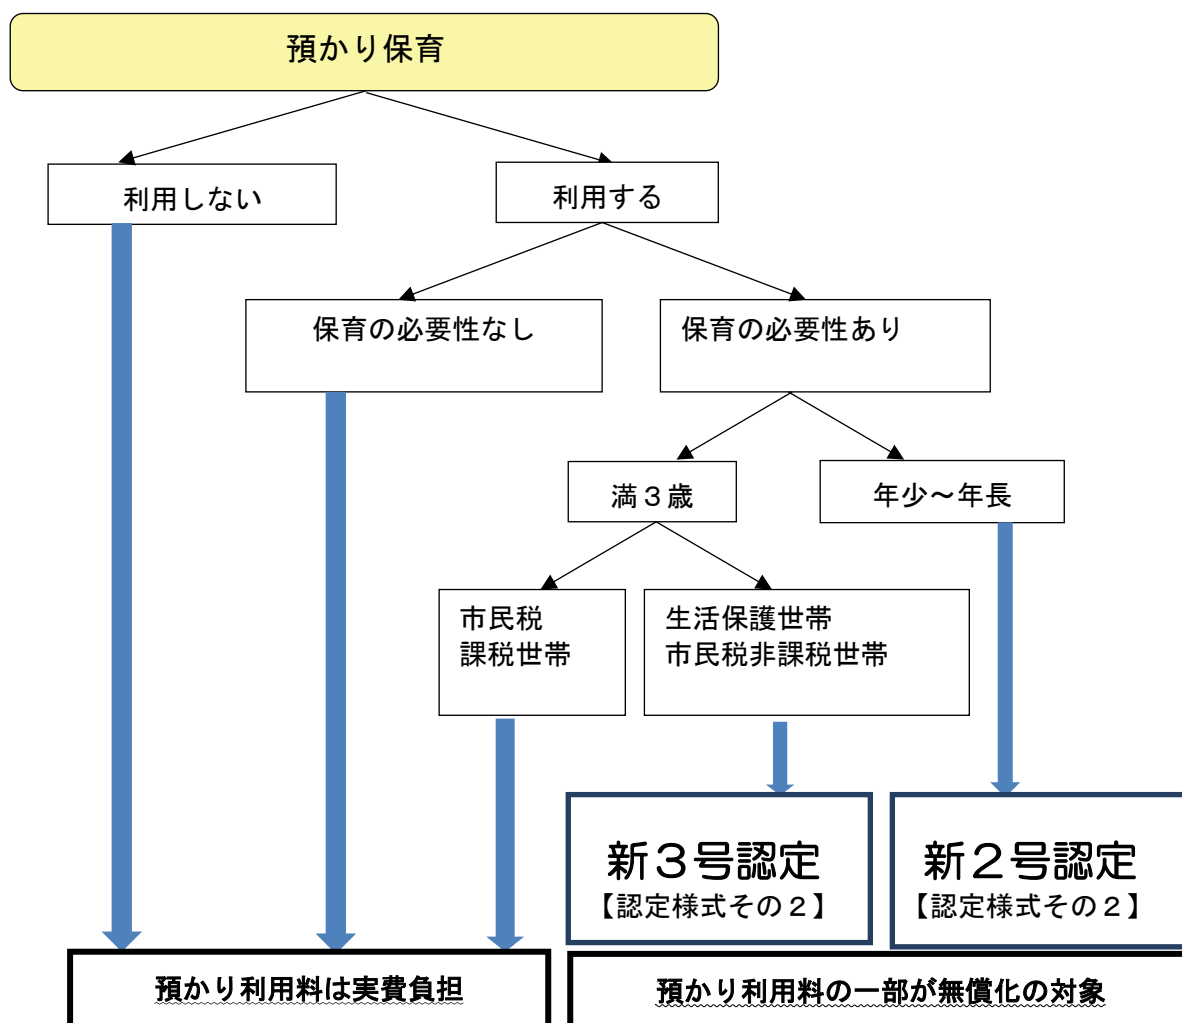 預かり保育
利用しない
利用する
保育の必要性なし
保育の必要性あり
満３歳
年少～年長
市民税
課税世帯
生活保護世帯
市民税非課税世帯
新３号認定
【認定様式その２】
新２号認定
【認定様式その２】
預かり利用料は実費負担
預かり利用料の一部が無償化の対象